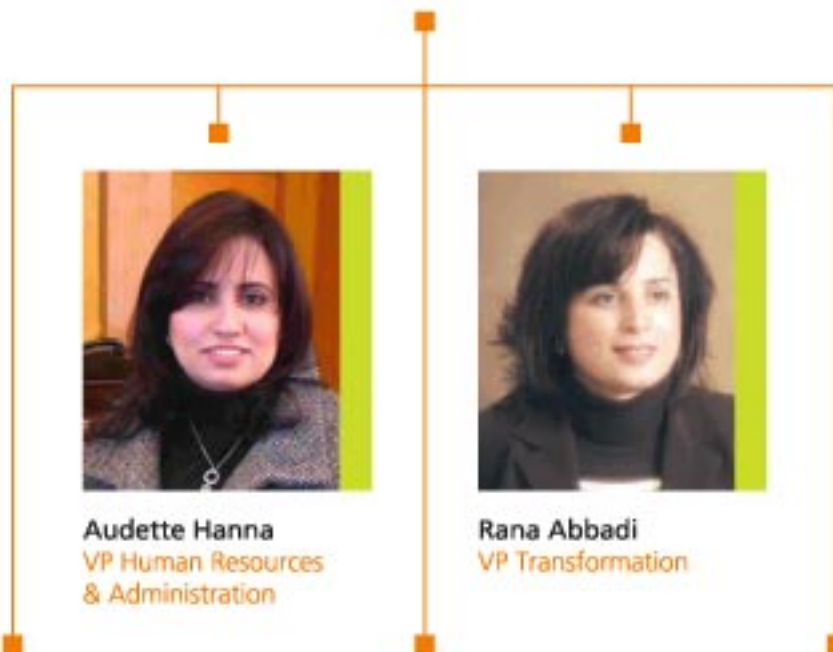 Audette Hanna
VP Human Resources
& Administration
Rana Abbadi
VP Transformation